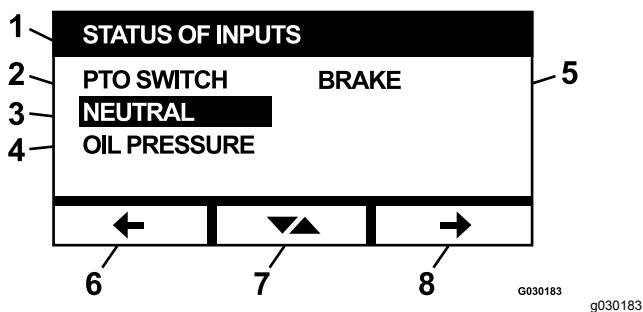 1 STATUS OF INPUTS
2 PTO SWITCH BRAKE 5
3 NEUTRAL
4 OIL PRESSURE
6 7 8
G030183
g030183